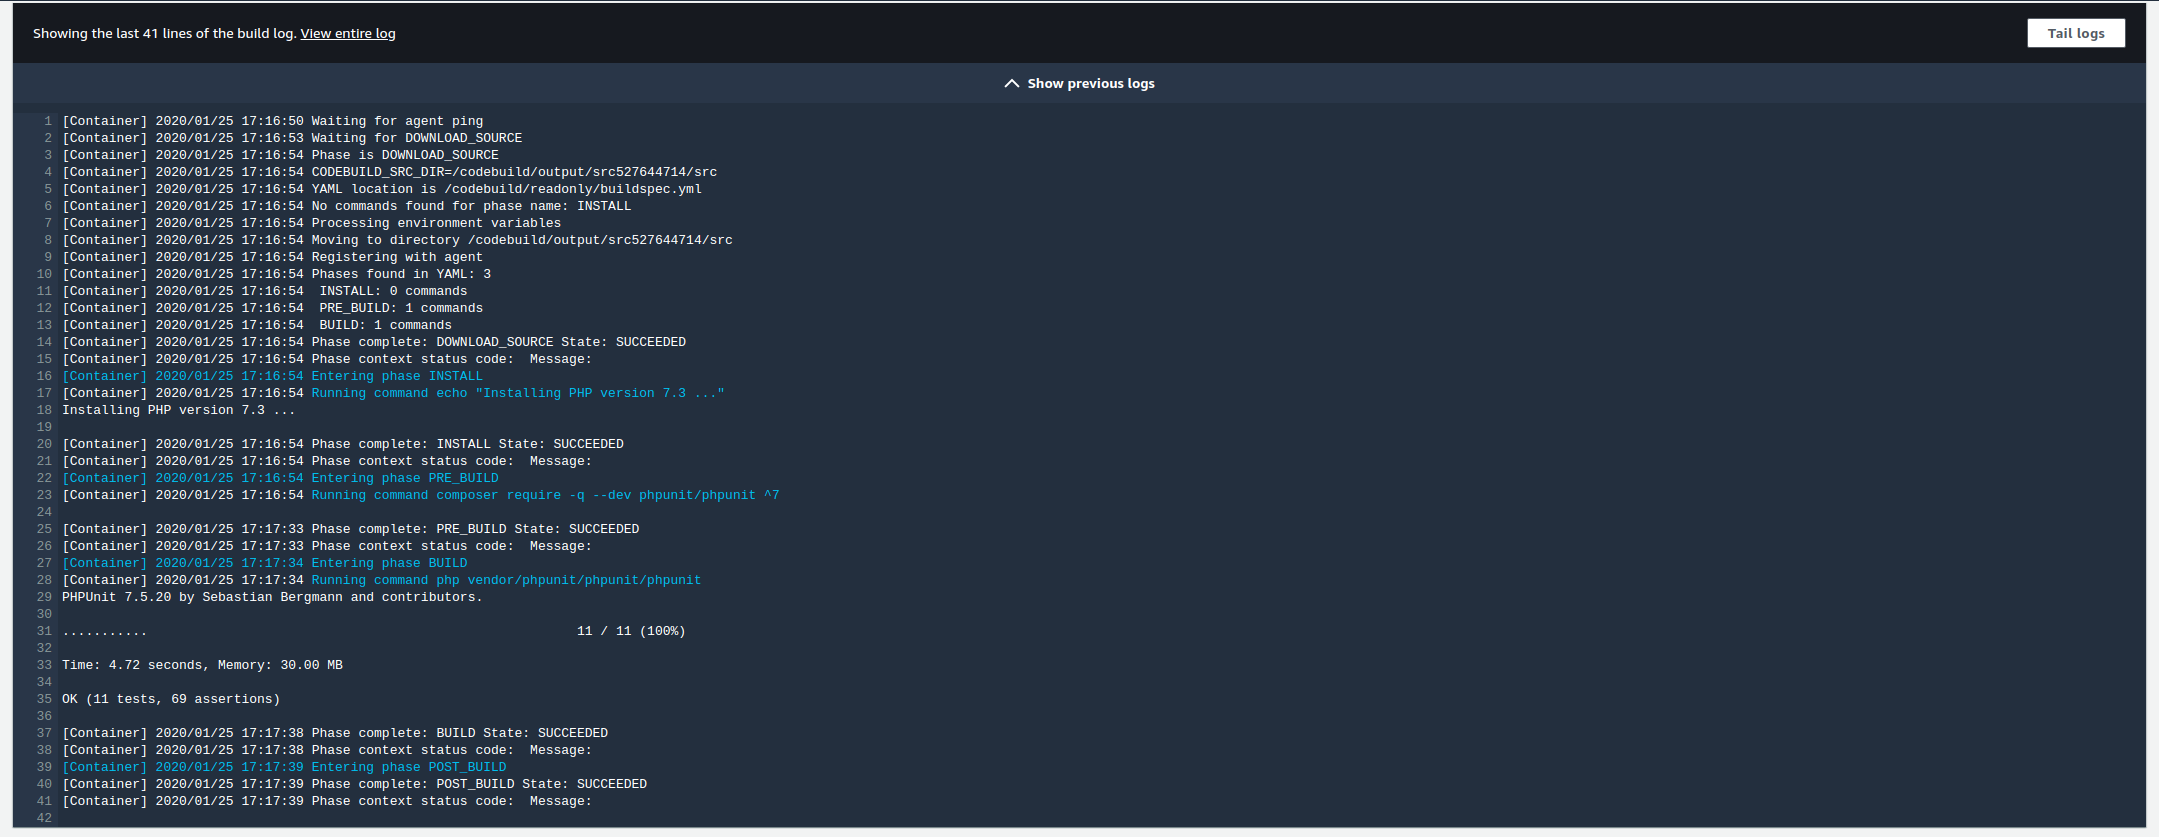 Showing the last 41 lines of the build log. View entire log
Tail logs
Show previous logs
1 [Container] 2020/01/25 17:16:50 Waiting for agent ping
2 [Container] 2020/01/25 17:16:53 Waiting for DOWNLOAD_SOURCE
3 [Container] 2020/01/25 17:16:54 Phase is DOWNLOAD_SOURCE
4 [Container] 2020/01/25 17:16:54 CODEBUILD_SRC_DIR=/codebuild/output/src527644714/src
5 [Container] 2020/01/25 17:16:54 YAML location is /codebuild/readonly/buildspec.yml
6 [Container] 2020/01/25 17:16:54 No commands found for phase name: INSTALL
7 [Container] 2020/01/25 17:16:54 Processing environment variables
8 [Container] 2020/01/25 17:16:54 Moving to directory /codebuild/output/src527644714/src
9 [Container] 2020/01/25 17:16:54 Registering with agent
10 [Container] 2020/01/25 17:16:54 Phases found in YAML: 3
11 [Container] 2020/01/25 17:16:54  INSTALL: 0 commands
12 [Container] 2020/01/25 17:16:54  PRE_BUILD: 1 commands
13 [Container] 2020/01/25 17:16:54  BUILD: 1 commands
14 [Container] 2020/01/25 17:16:54 Phase complete: DOWNLOAD_SOURCE State: SUCCEEDED
15 [Container] 2020/01/25 17:16:54 Phase context status code:  Message:
16 [Container] 2020/01/25 17:16:54 Entering phase INSTALL
17 [Container] 2020/01/25 17:16:54 Running command echo "Installing PHP version 7.3 ..."
18 Installing PHP version 7.3 ...
19
20 [Container] 2020/01/25 17:16:54 Phase complete: INSTALL State: SUCCEEDED
21 [Container] 2020/01/25 17:16:54 Phase context status code:  Message:
22 [Container] 2020/01/25 17:16:54 Entering phase PRE_BUILD
23 [Container] 2020/01/25 17:16:54 Running command composer require -q --dev phpunit/phpunit ^7
24
25 [Container] 2020/01/25 17:17:33 Phase complete: PRE_BUILD State: SUCCEEDED
26 [Container] 2020/01/25 17:17:33 Phase context status code:  Message:
27 [Container] 2020/01/25 17:17:34 Entering phase BUILD
28 [Container] 2020/01/25 17:17:34 Running command php vendor/phpunit/phpunit/phpunit
29 PHPUnit 7.5.20 by Sebastian Bergmann and contributors.
30
31 ........... 11 / 11 (100%)
32
33 Time: 4.72 seconds, Memory: 30.00 MB
34
35 OK (11 tests, 69 assertions)
36
37 [Container] 2020/01/25 17:17:38 Phase complete: BUILD State: SUCCEEDED
38 [Container] 2020/01/25 17:17:38 Phase context status code:  Message:
39 [Container] 2020/01/25 17:17:39 Entering phase POST_BUILD
40 [Container] 2020/01/25 17:17:39 Phase complete: POST_BUILD State: SUCCEEDED
41 [Container] 2020/01/25 17:17:39 Phase context status code:  Message:
42